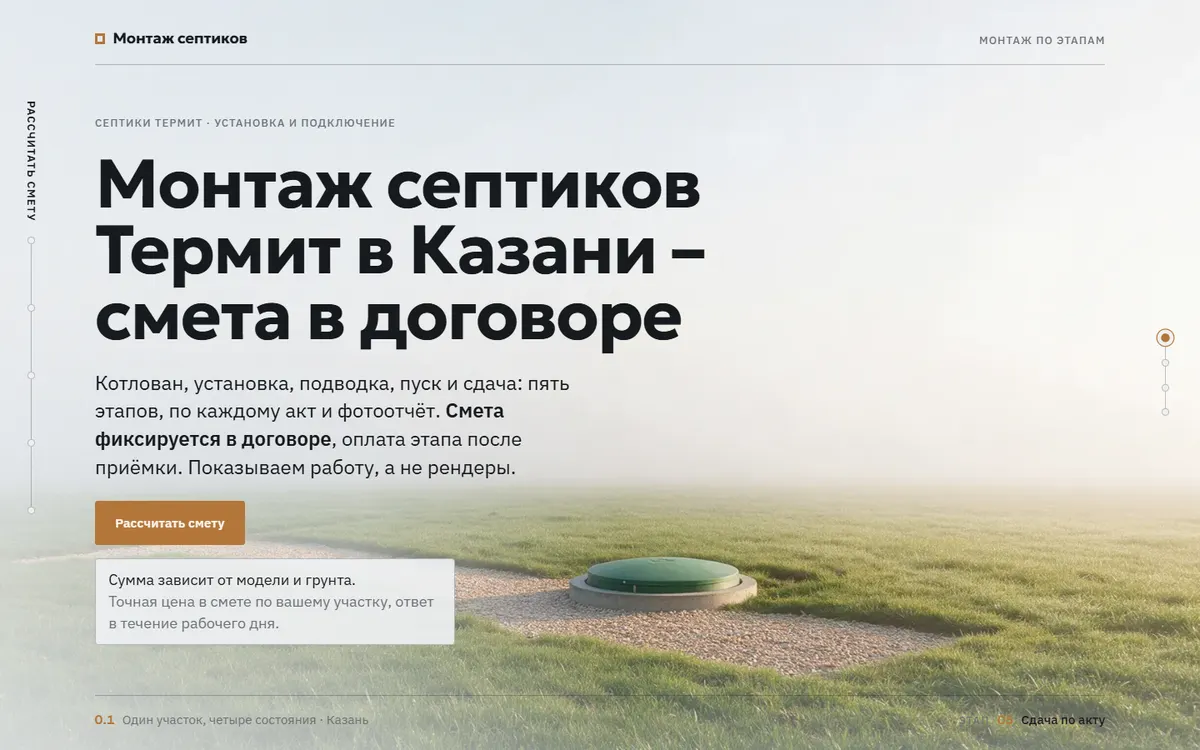 Монтаж септиков
МОНТАЖ ПО ЭТАПАМ
РАССЧИТАТЬ СМЕТУ
СЕПТИКИ ТЕРМИТ · УСТАНОВКА И ПОДКЛЮЧЕНИЕ
Монтаж септиков
Термит в Казани –
смета в договоре
Котлован, установка, подводка, пуск и сдача: пять
этапов, по каждому акт и фотоотчёт. Смета
фиксируется в договоре, оплата этапа после
приёмки. Показываем работу, а не рендеры.
Рассчитать смету
Сумма зависит от модели и грунта.
Точная цена в смете по вашему участку, ответ
в течение рабочего дня.
0.1 Один участок, четыре состояния · Казань
ЭТАП Сдача по акту